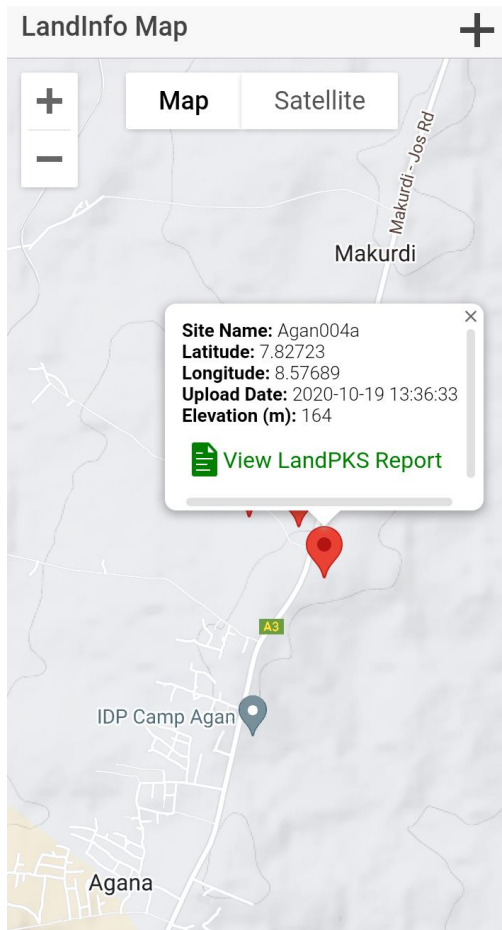 LandInfo Map
Map Satellite
Makurdi - Jos Rd
Makurdi
Site Name: Agan004a
Latitude: 7.82723
Longitude: 8.57689
Upload Date: 2020-10-19 13:36:33
Elevation (m): 164
View LandPKS Report
A3
IDP Camp Agan
Agana